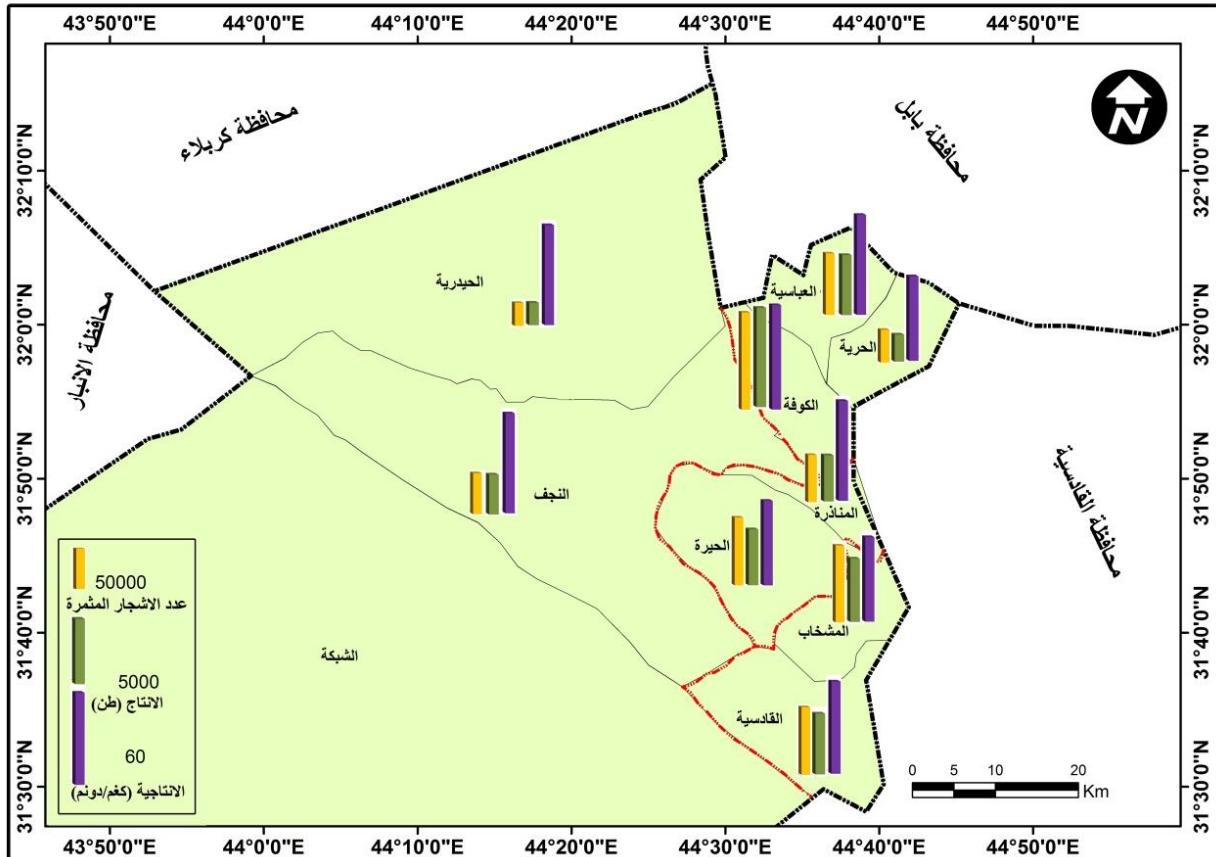 43°50'0"E
44°0'0"E
44°10'0"E
44°20'0"E
44°30'0"E
44°40'0"E
44°50'0"E
محافظة كربلاء
محافظة بابل
N
32°10'0"N
32°10'0"N
الحيدرية
العباسية
محافظة الانبار
32°0'0"N
الحرية
32°0'0"N
الكوفة
محافظة القادسية
31°50'0"N
النجف
المناذرة
31°50'0"N
الحيرة
50000
عدد الاشجار المثمرة
5000
الانتاج (طن)
60
الانتاجية (كغم/دونم)
31°40'0"N
الشبكة
المشخاب
31°40'0"N
القادسية
0 5 10 20
Km
31°30'0"N
31°30'0"N
43°50'0"E
44°0'0"E
44°10'0"E
44°20'0"E
44°30'0"E
44°40'0"E
44°50'0"E